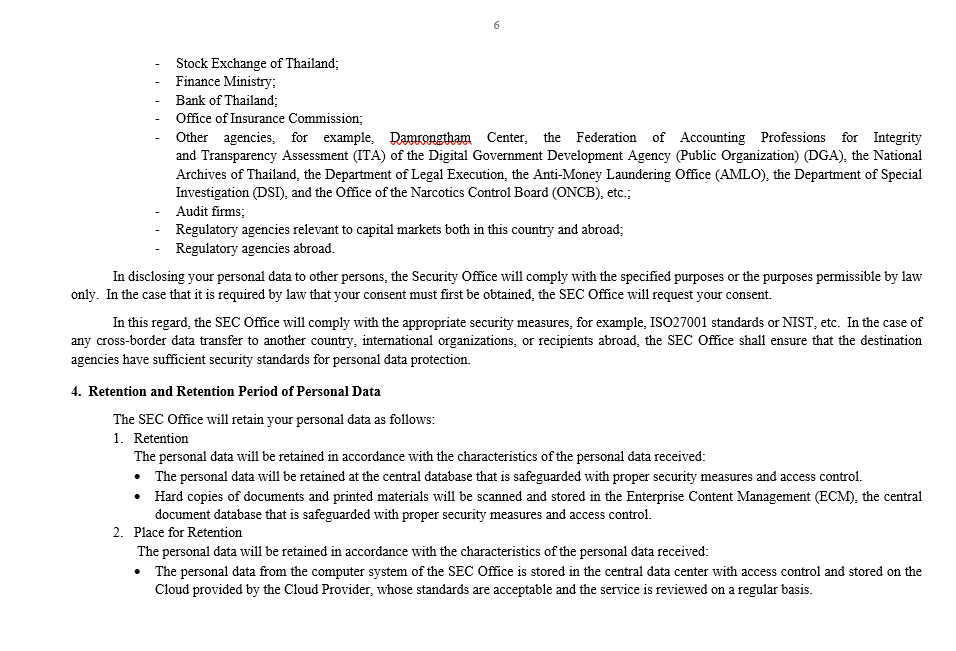 6
- Stock Exchange of Thailand;
- Finance Ministry;
- Bank of Thailand;
- Office of Insurance Commission;
- Other agencies, for example, Damrongtham Center, the Federation of Accounting Professions for Integrity
and Transparency Assessment (ITA) of the Digital Government Development Agency (Public Organization) (DGA), the National
Archives of Thailand, the Department of Legal Execution, the Anti-Money Laundering Office (AMLO), the Department of Special
Investigation (DSI), and the Office of the Narcotics Control Board (ONCB), etc.;
- Audit firms;
- Regulatory agencies relevant to capital markets both in this country and abroad;
- Regulatory agencies abroad.
In disclosing your personal data to other persons, the Security Office will comply with the specified purposes or the purposes permissible by law
only. In the case that it is required by law that your consent must first be obtained, the SEC Office will request your consent.
In this regard, the SEC Office will comply with the appropriate security measures, for example, ISO27001 standards or NIST, etc. In the case of
any cross-border data transfer to another country, international organizations, or recipients abroad, the SEC Office shall ensure that the destination
agencies have sufficient security standards for personal data protection.
4. Retention and Retention Period of Personal Data
The SEC Office will retain your personal data as follows:
1. Retention
The personal data will be retained in accordance with the characteristics of the personal data received:
• The personal data will be retained at the central database that is safeguarded with proper security measures and access control.
• Hard copies of documents and printed materials will be scanned and stored in the Enterprise Content Management (ECM), the central
document database that is safeguarded with proper security measures and access control.
2. Place for Retention
The personal data will be retained in accordance with the characteristics of the personal data received:
• The personal data from the computer system of the SEC Office is stored in the central data center with access control and stored on the
Cloud provided by the Cloud Provider, whose standards are acceptable and the service is reviewed on a regular basis.